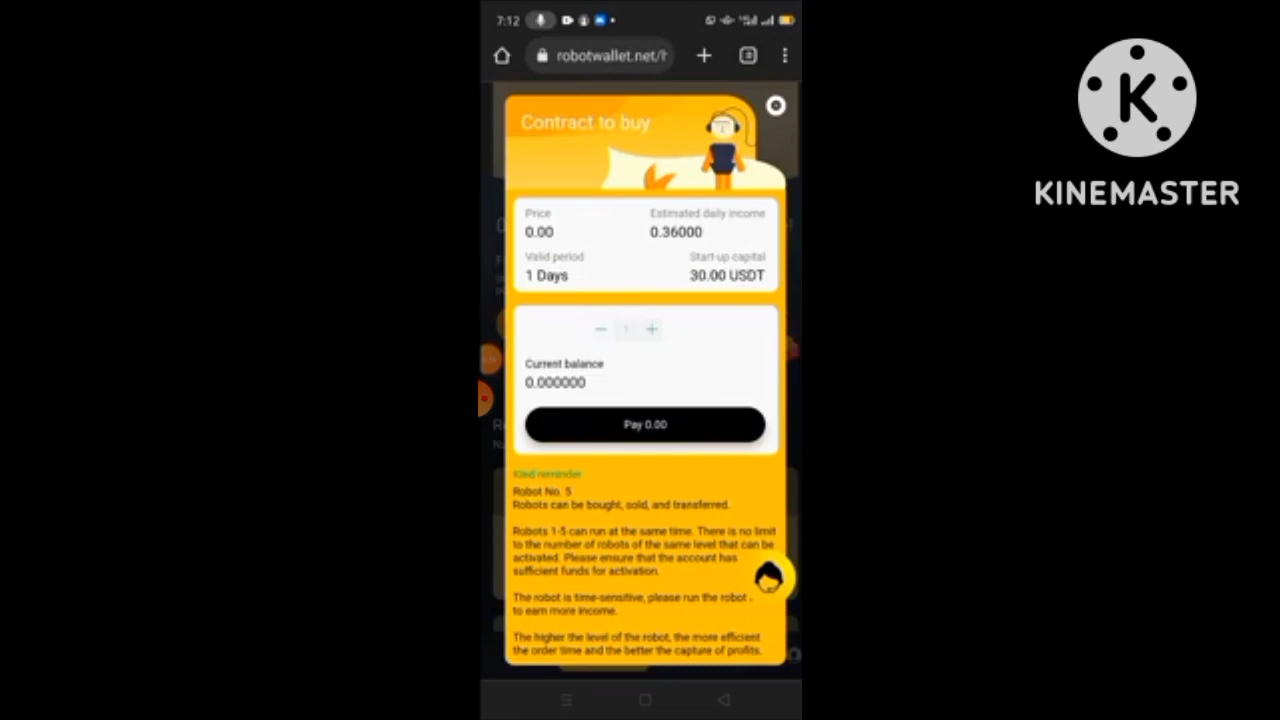 7:12
robotwallet.net/h
KINEMASTER
Contract to buy
Price
Estimated daily income
0.00
0.36000
Valid period
Start-up capital
1 Days
30.00 USDT
− 1 +
Current balance
0.000000
Pay 0.00
Kind reminder
Robot No. 5
Robots can be bought, sold, and transferred.
Robots 1-5 can run at the same time. There is no limit
to the number of robots of the same level that can be
activated. Please ensure that the account has
sufficient funds for activation.
The robot is time-sensitive, please run the robot
to earn more income.
The higher the level of the robot, the more efficient
the order time and the better the capture of profits.